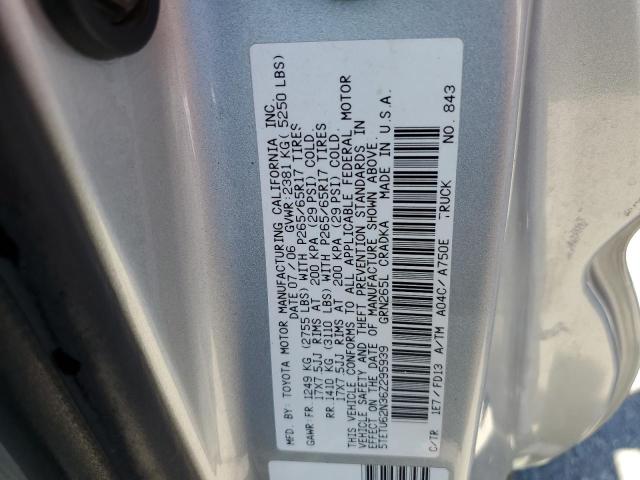 MFD. BY: TOYOTA MOTOR MANUFACTURING CALIFORNIA INC.
DATE 07/06 GVWR: 2381 KG ( 5250 LBS)
GAWR: FR. 1249 KG (2755 LBS) WITH P265/65R17 TIRES
17X7.5JJ RIMS AT 200 KPA (29 PSI) COLD.
RR. 1410 KG (3110 LBS) WITH P265/65R17 TIRES
17X7.5JJ RIMS AT 200 KPA (29 PSI) COLD.
THIS VEHICLE CONFORMS TO ALL APPLICABLE FEDERAL MOTOR
VEHICLE SAFETY AND THEFT PREVENTION STANDARDS IN
EFFECT ON THE DATE OF MANUFACTURE SHOWN ABOVE.
5TETU62N36Z295939 GRN265L CRADKA MADE IN U.S.A.
TRUCK
C/TR 1E7/ FD13 A/TM A04C/ A750E
NO. 843